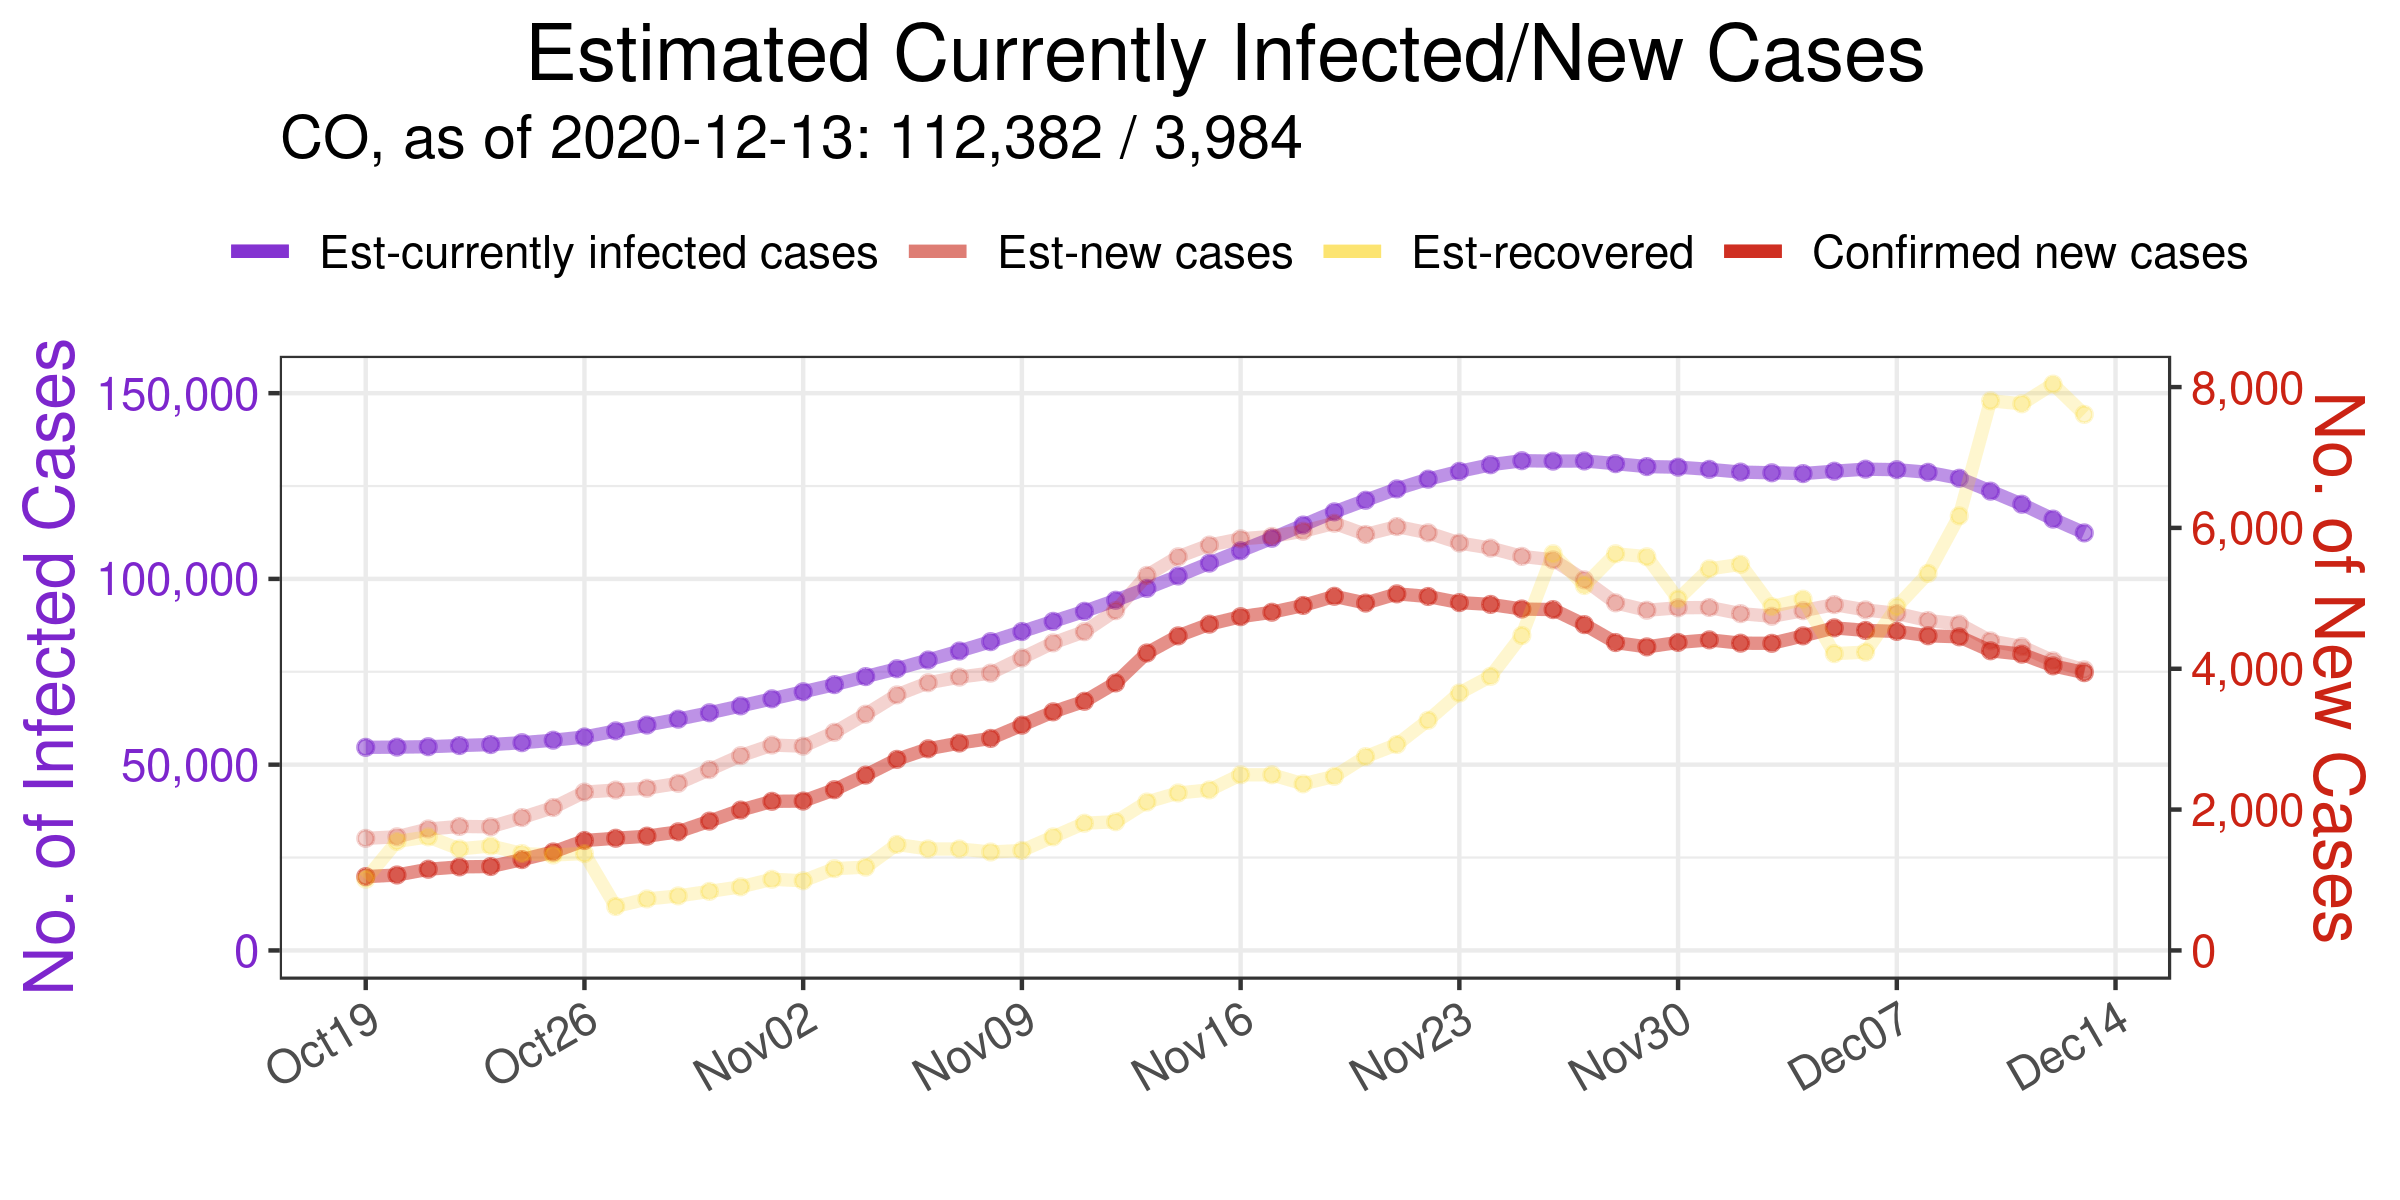 Estimated Currently Infected/New Cases
CO, as of 2020-12-13: 112,382 / 3,984
Est-currently infected cases Est-new cases Est-recovered Confirmed new cases
No. of Infected Cases
150,000
100,000
50,000
0
8,000
6,000
4,000
2,000
0
No. of New Cases
Oct19 Oct26 Nov02 Nov09 Nov16 Nov23 Nov30 Dec07 Dec14